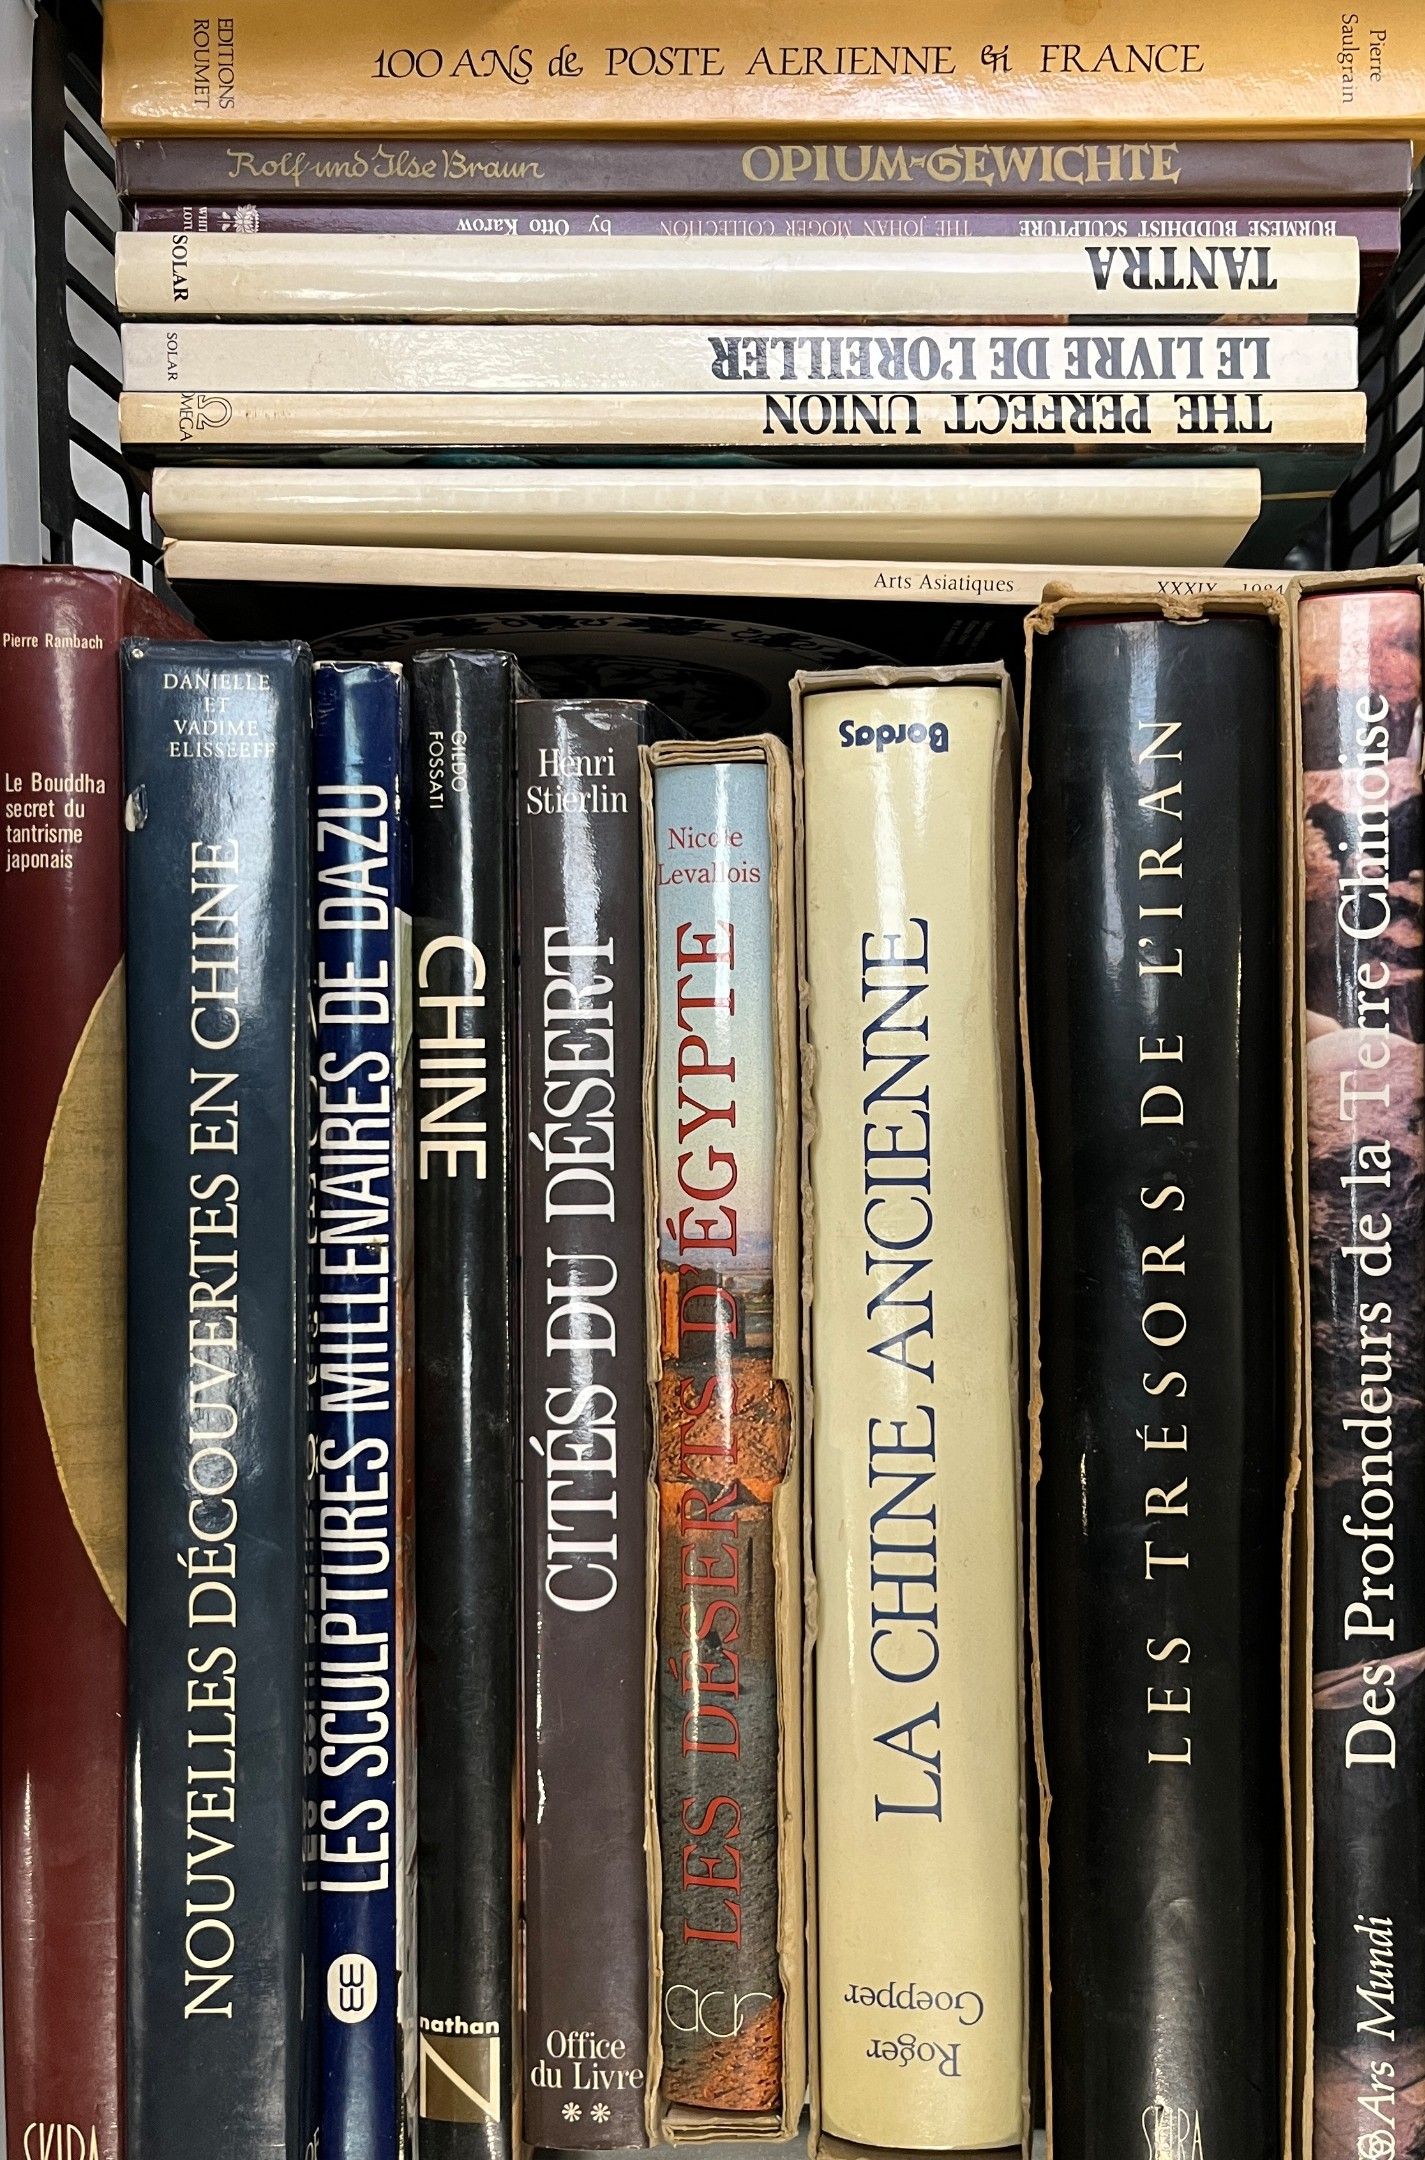 EDITIONS
ROUMET
100 ANS de POSTE AERIENNE en FRANCE
Pierre
Saulgrain
Rolf und Ilse Braun
OPIUM-GEWICHTE
BURMESE BUDDHIST SCULPTURE
THE JOHAN MOGER COLLECTION
by Otto Karow
TANTRA
SOLAR
LE LIVRE DE L'OREILLER
SOLAR
THE PERFECT UNION
OMEGA
Arts Asiatiques
XXXIX 1984
Pierre Rambach
Le Bouddha
secret du
tantrisme
japonais
SKIRA
DANIELLE
ET
VADIME
ELISSEEFF
NOUVELLES DÉCOUVERTES EN CHINE
LES SCULPTURES MILLENAIRES DE DAZU
GILDO
FOSSATI
CHINE
nathan
Henri
Stierlin
CITÉS DU DÉSERT
Office
du Livre
**
Nicole
Levallois
LES DÉSERTS D'ÉGYPTE
acr
Bordas
LA CHINE ANCIENNE
Roger
Goepper
LES TRÉSORS DE L'IRAN
SKIRA
Des Profondeurs de la Terre Chinoise
Ars Mundi